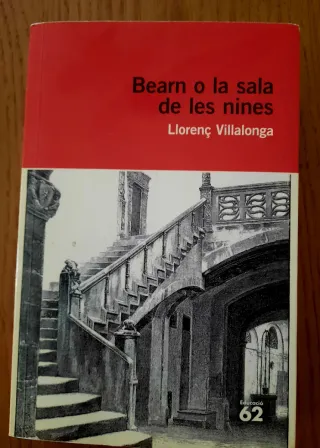 Bearn o la sala
de les nines
Llorenç Villalonga
Educació
62